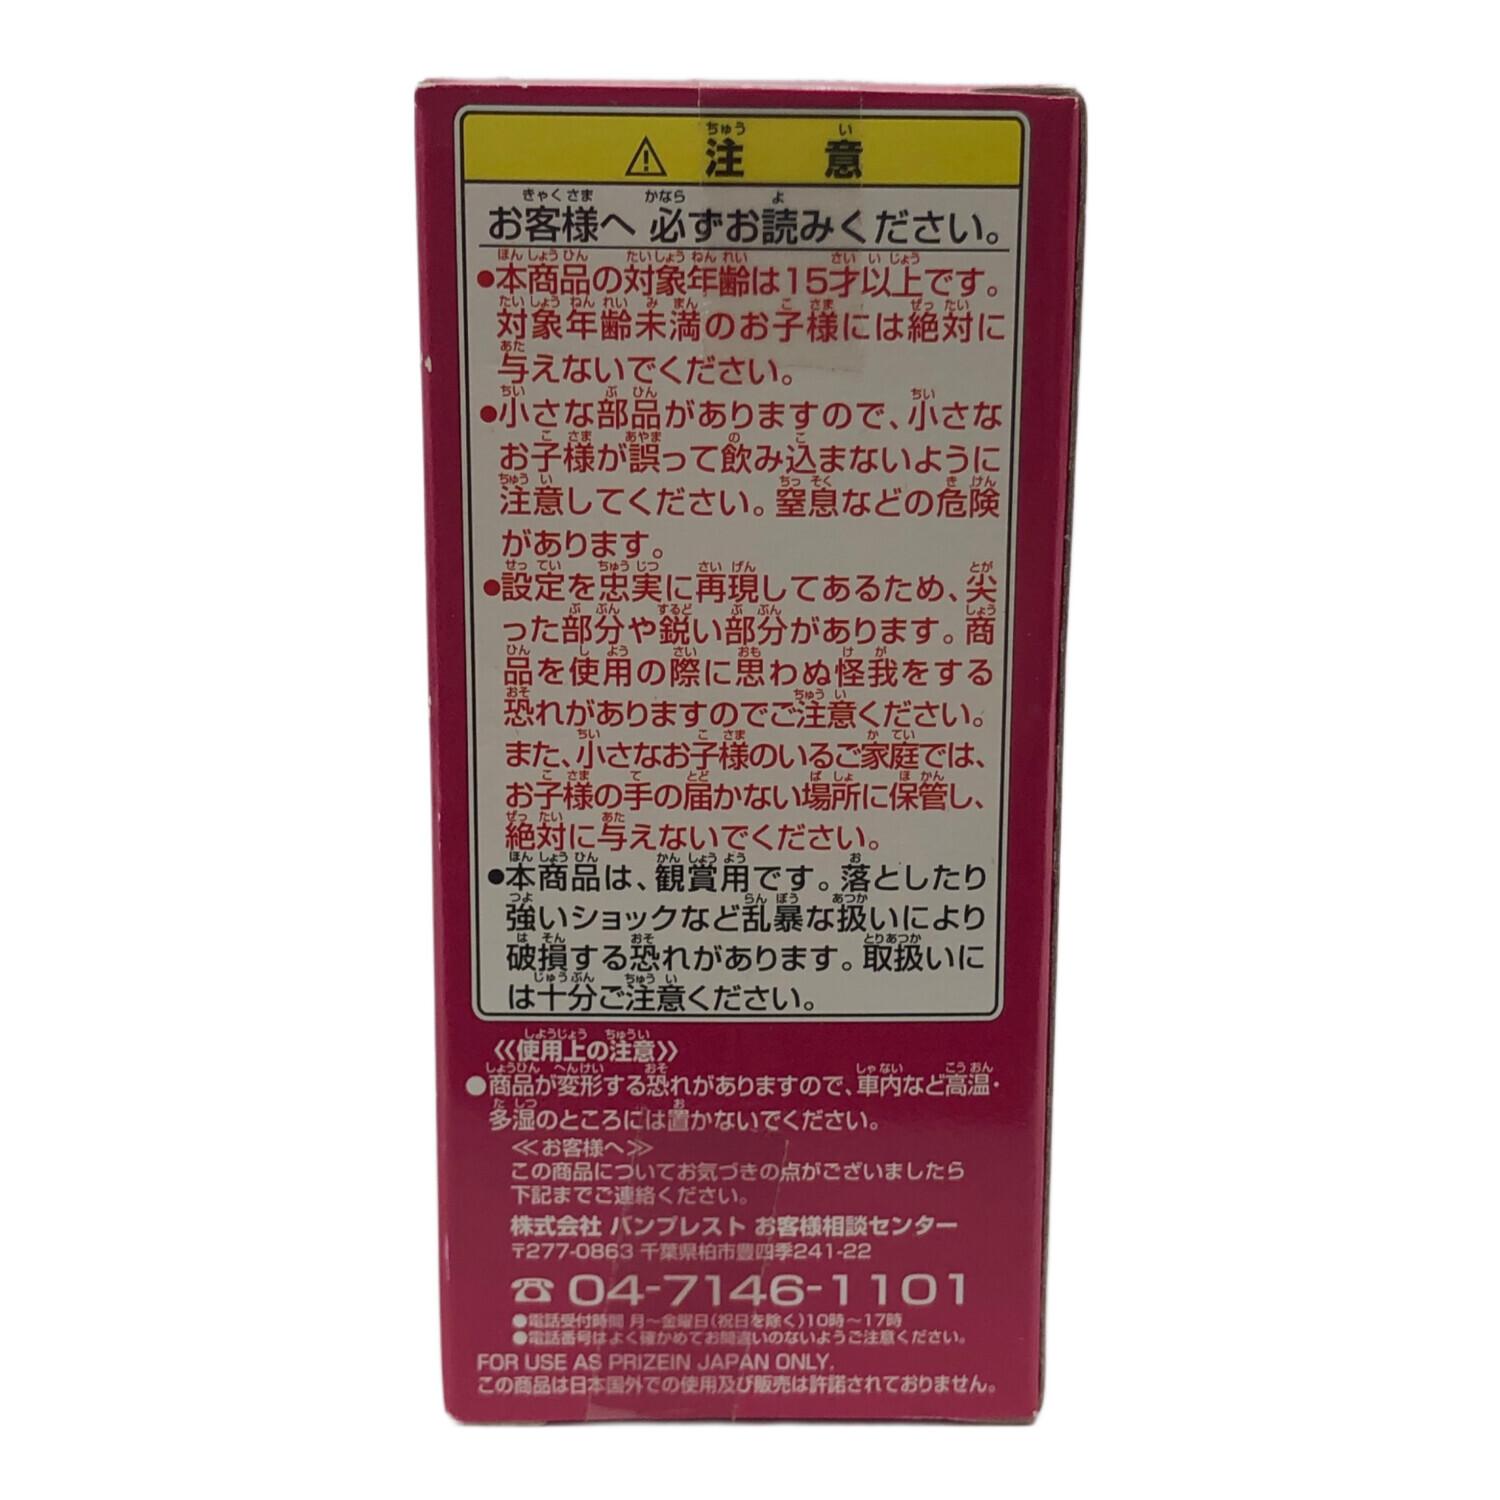 ⚠ 注意
お客様へ 必ずお読みください。
●本商品の対象年齢は15才以上です。
対象年齢未満のお子様には絶対に
与えないでください。
●小さな部品がありますので、小さな
お子様が誤って飲み込まないように
注意してください。窒息などの危険
があります。
●設定を忠実に再現してあるため、尖
った部分や鋭い部分があります。商
品を使用の際に思わぬ怪我をする
恐れがありますのでご注意ください。
また、小さなお子様のいるご家庭では、
お子様の手の届かない場所に保管し、
絶対に与えないでください。
●本商品は、観賞用です。落としたり
強いショックなど乱暴な扱いにより
破損する恐れがあります。取扱いに
は十分ご注意ください。
《使用上の注意》
●商品が変形する恐れがありますので、車内など高温・
多湿のところには置かないでください。
≪お客様へ≫
この商品についてお気づきの点がございましたら
下記までご連絡ください。
株式会社 バンプレスト お客様相談センター
〒277-0863 千葉県柏市豊四季241-22
☎ 04-7146-1101
●電話受付時間 月～金曜日(祝日を除く)10時～17時
●電話番号はよく確かめてお間違いのないようご注意ください。
FOR USE AS PRIZEIN JAPAN ONLY.
この商品は日本国外での使用及び販売は許諾されておりません。